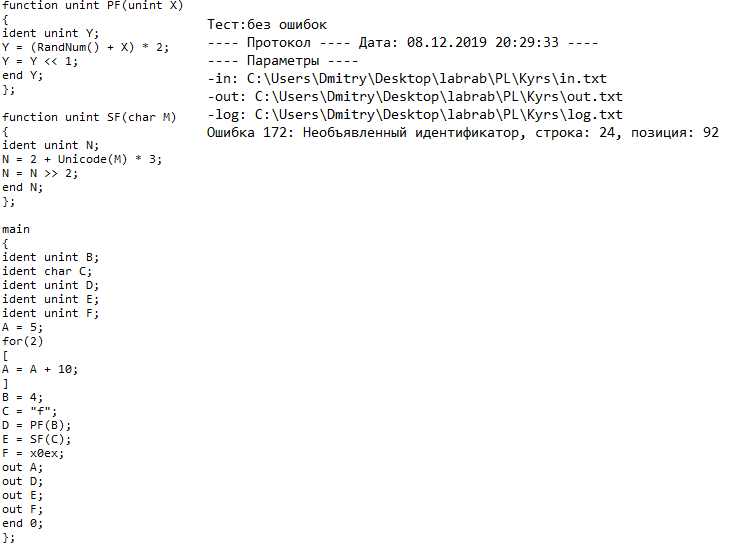 function unint PF(unint X)
{
ident unint Y;
Y = (RandNum() + X) * 2;
Y = Y << 1;
end Y;
};
function unint SF(char M)
{
ident unint N;
N = 2 + Unicode(M) * 3;
N = N >> 2;
end N;
};
main
{
ident unint B;
ident char C;
ident unint D;
ident unint E;
ident unint F;
A = 5;
for(2)
[
A = A + 10;
]
B = 4;
C = "f";
D = PF(B);
E = SF(C);
F = x0ex;
out A;
out D;
out E;
out F;
end 0;
};
Тест:без ошибок
---- Протокол ---- Дата: 08.12.2019 20:29:33 ----
---- Параметры ----
-in: C:\Users\Dmitry\Desktop\labrab\PL\Kyrs\in.txt
-out: C:\Users\Dmitry\Desktop\labrab\PL\Kyrs\out.txt
-log: C:\Users\Dmitry\Desktop\labrab\PL\Kyrs\log.txt
Ошибка 172: Необъявленный идентификатор, строка: 24, позиция: 92